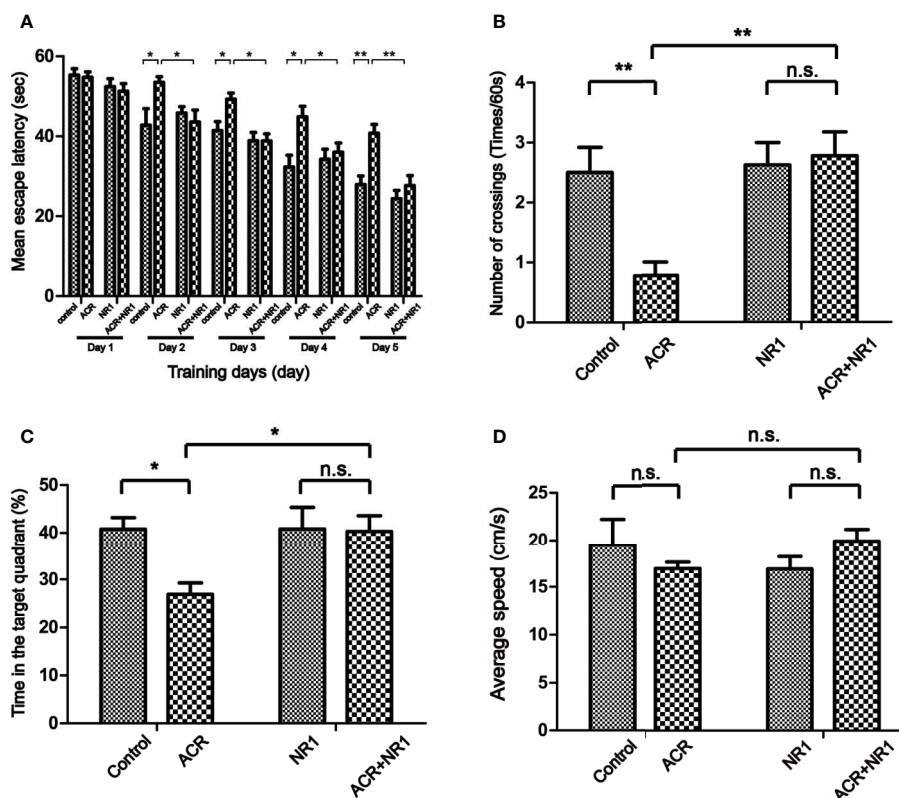 A
* * * * * * ** **
Mean escape latency (sec)
60
40
20
0
control ACR NR1 ACR+NR1 control ACR NR1 ACR+NR1 control ACR NR1 ACR+NR1 control ACR NR1 ACR+NR1 control ACR NR1 ACR+NR1
Day 1 Day 2 Day 3 Day 4 Day 5
Training days (day)
B
**
** n.s.
Number of crossings (Times/60s)
4
3
2
1
0
Control ACR NR1 ACR+NR1
C
*
* n.s.
Time in the target quadrant (%)
50
40
30
20
10
0
Control ACR NR1 ACR+NR1
D
n.s.
n.s. n.s.
Average speed (cm/s)
25
20
15
10
5
0
Control ACR NR1 ACR+NR1